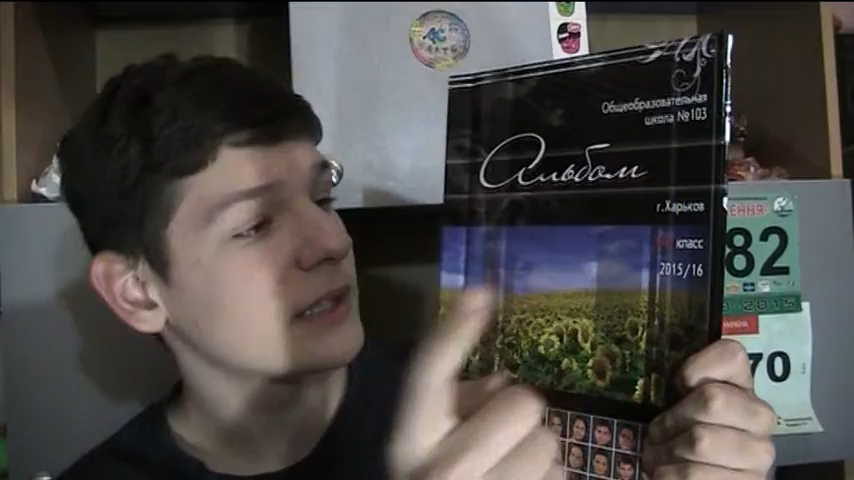 Общеобразовательная
школа №103
Альбом
г.Харьков
класс
2015/16
82
2015
70